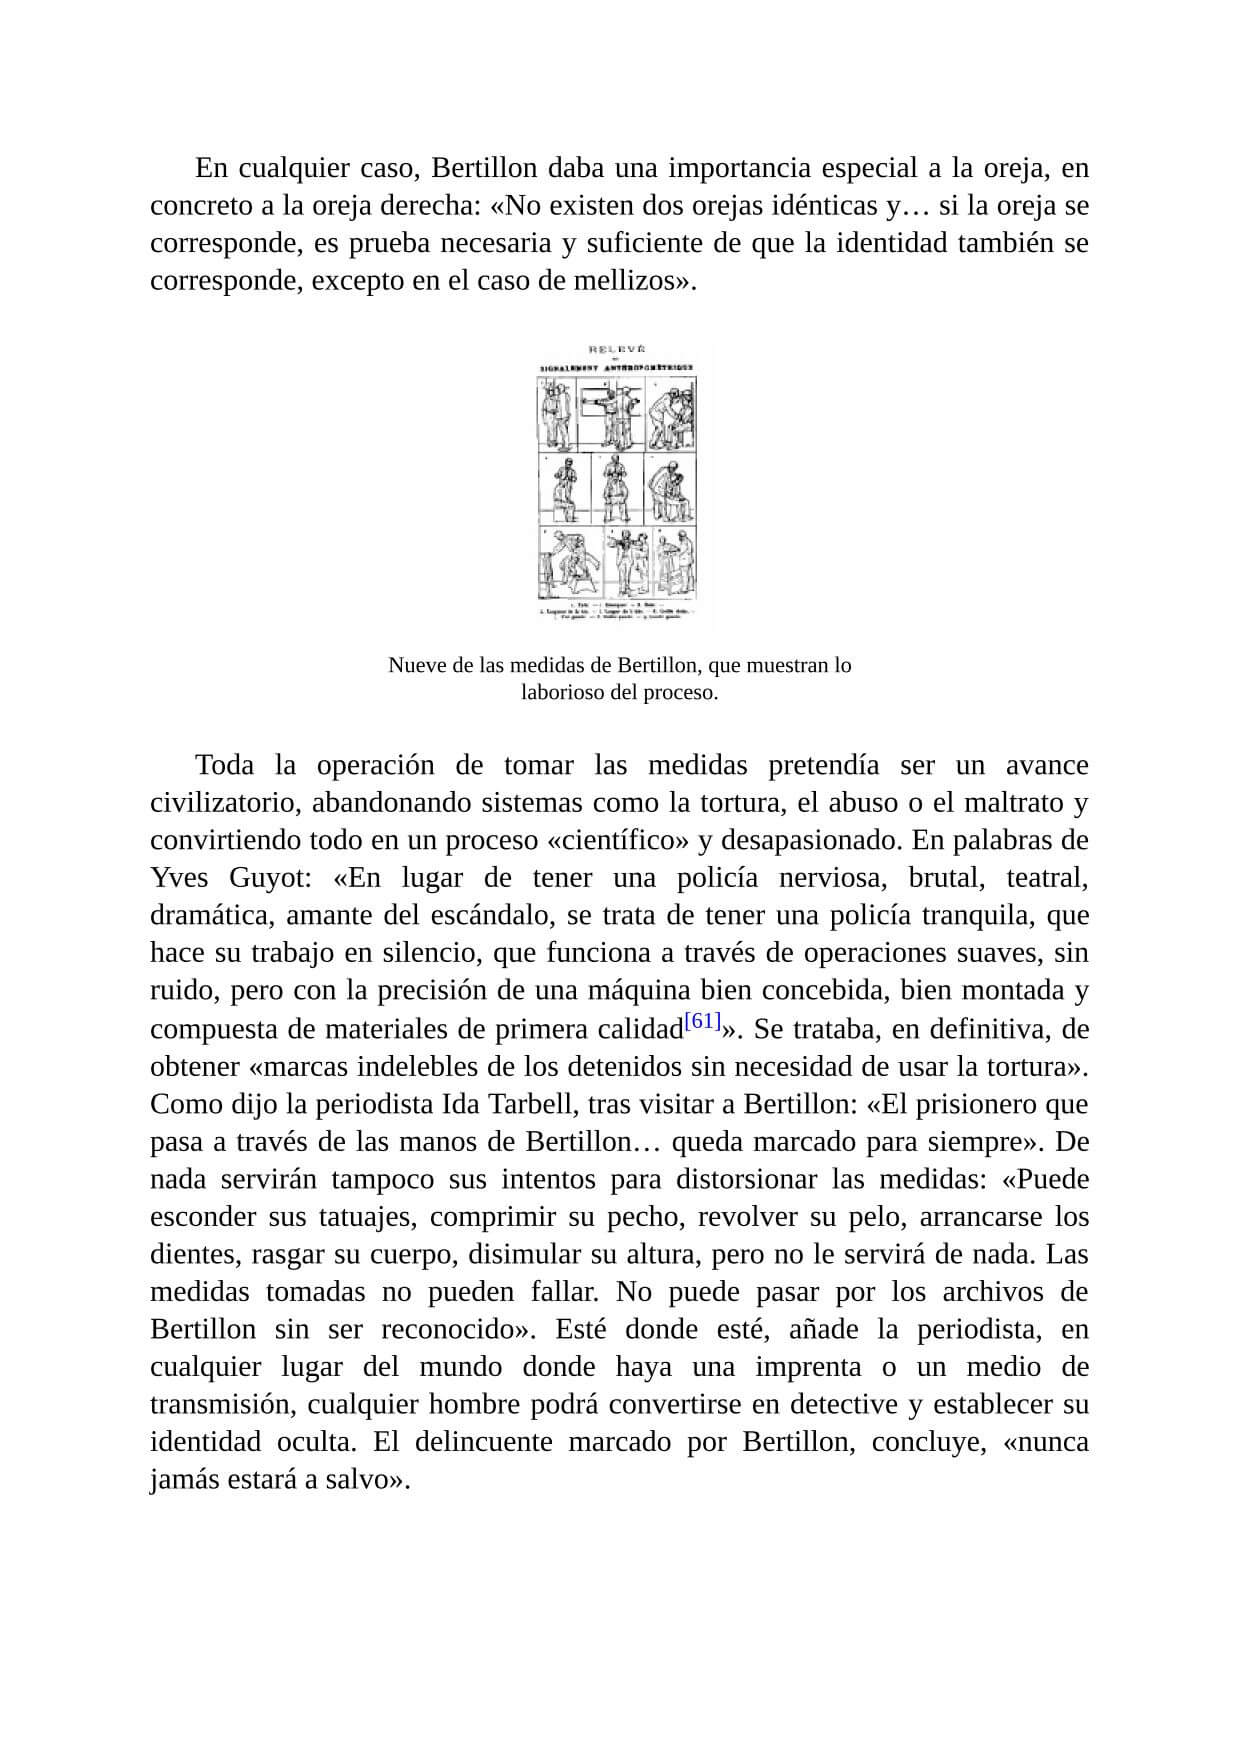 En cualquier caso, Bertillon daba una importancia especial a la oreja, en
concreto a la oreja derecha: «No existen dos orejas idénticas y… si la oreja se
corresponde, es prueba necesaria y suficiente de que la identidad también se
corresponde, excepto en el caso de mellizos».
RELEVÉ
SIGNALEMENT ANTHROPOMÉTRIQUE
Nueve de las medidas de Bertillon, que muestran lo
laborioso del proceso.
Toda la operación de tomar las medidas pretendía ser un avance
civilizatorio, abandonando sistemas como la tortura, el abuso o el maltrato y
convirtiendo todo en un proceso «científico» y desapasionado. En palabras de
Yves Guyot: «En lugar de tener una policía nerviosa, brutal, teatral,
dramática, amante del escándalo, se trata de tener una policía tranquila, que
hace su trabajo en silencio, que funciona a través de operaciones suaves, sin
ruido, pero con la precisión de una máquina bien concebida, bien montada y
compuesta de materiales de primera calidad[61]». Se trataba, en definitiva, de
obtener «marcas indelebles de los detenidos sin necesidad de usar la tortura».
Como dijo la periodista Ida Tarbell, tras visitar a Bertillon: «El prisionero que
pasa a través de las manos de Bertillon… queda marcado para siempre». De
nada servirán tampoco sus intentos para distorsionar las medidas: «Puede
esconder sus tatuajes, comprimir su pecho, revolver su pelo, arrancarse los
dientes, rasgar su cuerpo, disimular su altura, pero no le servirá de nada. Las
medidas tomadas no pueden fallar. No puede pasar por los archivos de
Bertillon sin ser reconocido». Esté donde esté, añade la periodista, en
cualquier lugar del mundo donde haya una imprenta o un medio de
transmisión, cualquier hombre podrá convertirse en detective y establecer su
identidad oculta. El delincuente marcado por Bertillon, concluye, «nunca
jamás estará a salvo».